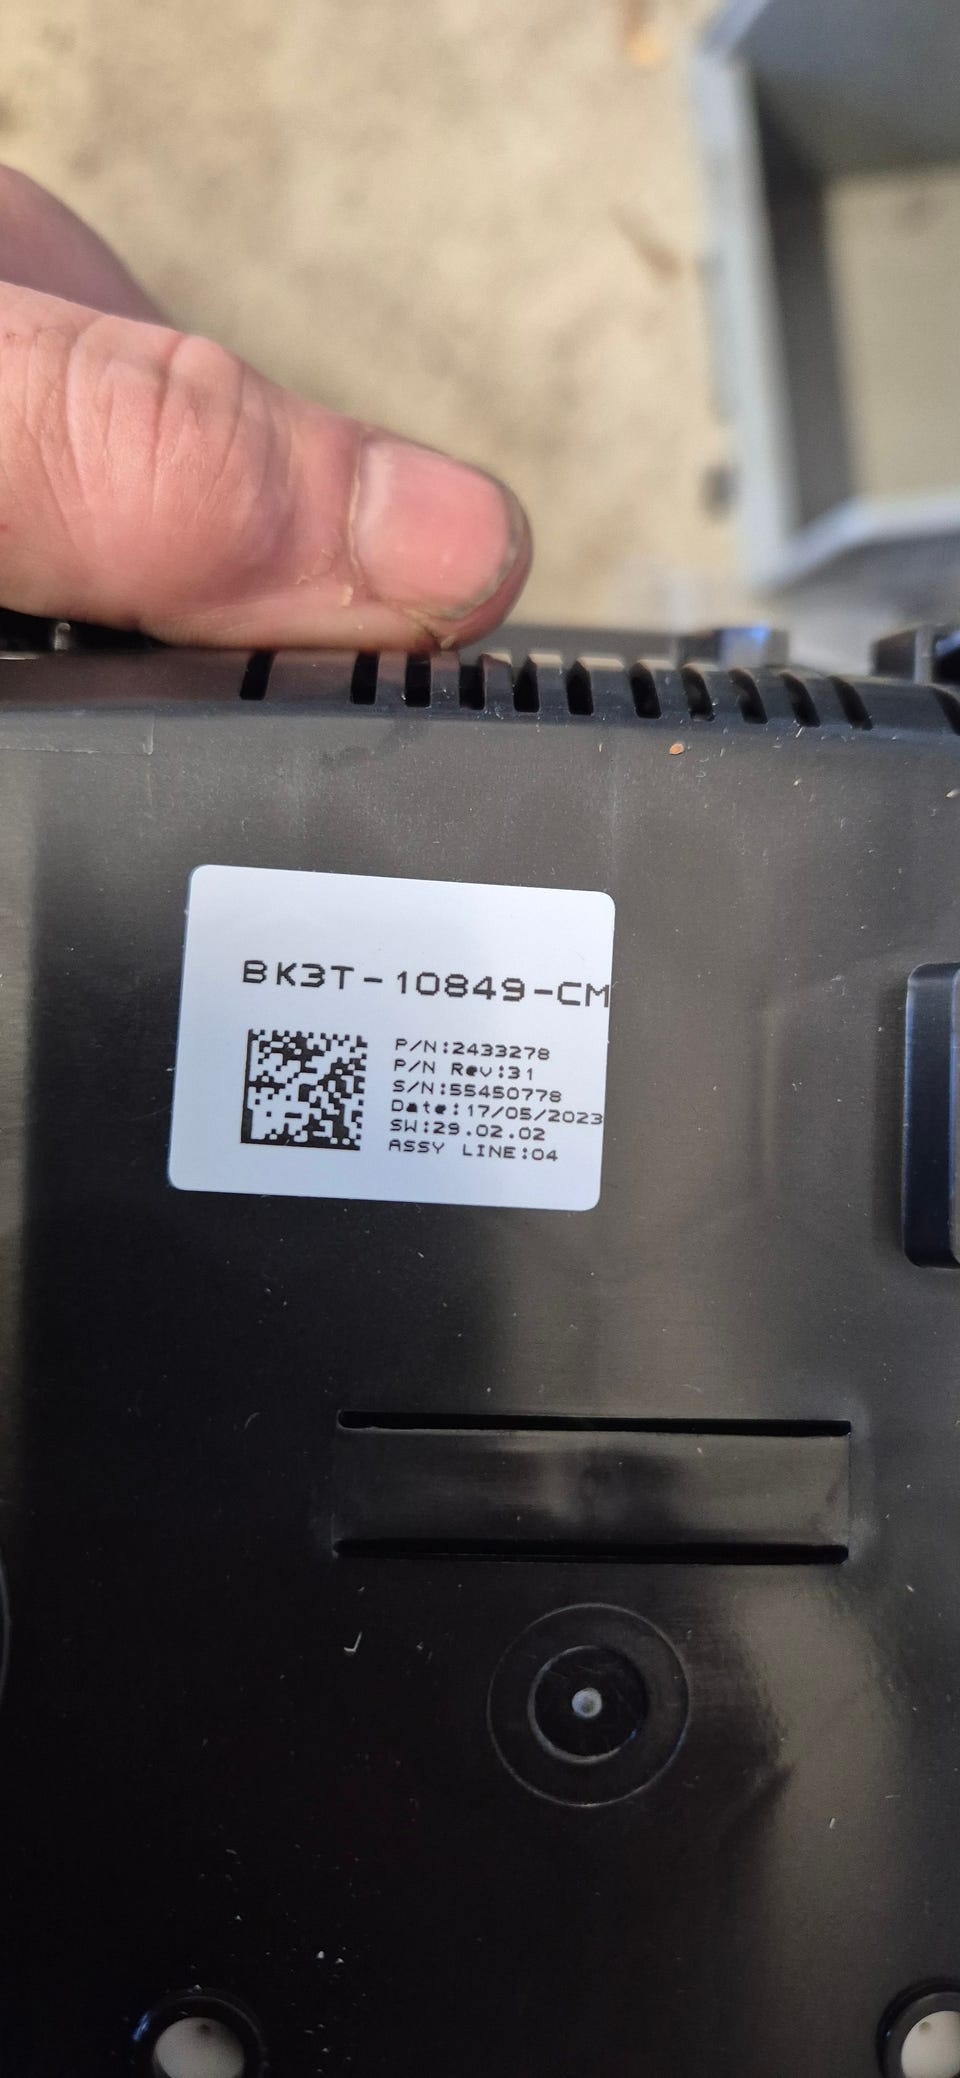 BK3T-10849-CM
P/N:2433278
P/N Rev:31
S/N:55450778
Date:17/05/2023
SW:29.02.02
ASSY LINE:04